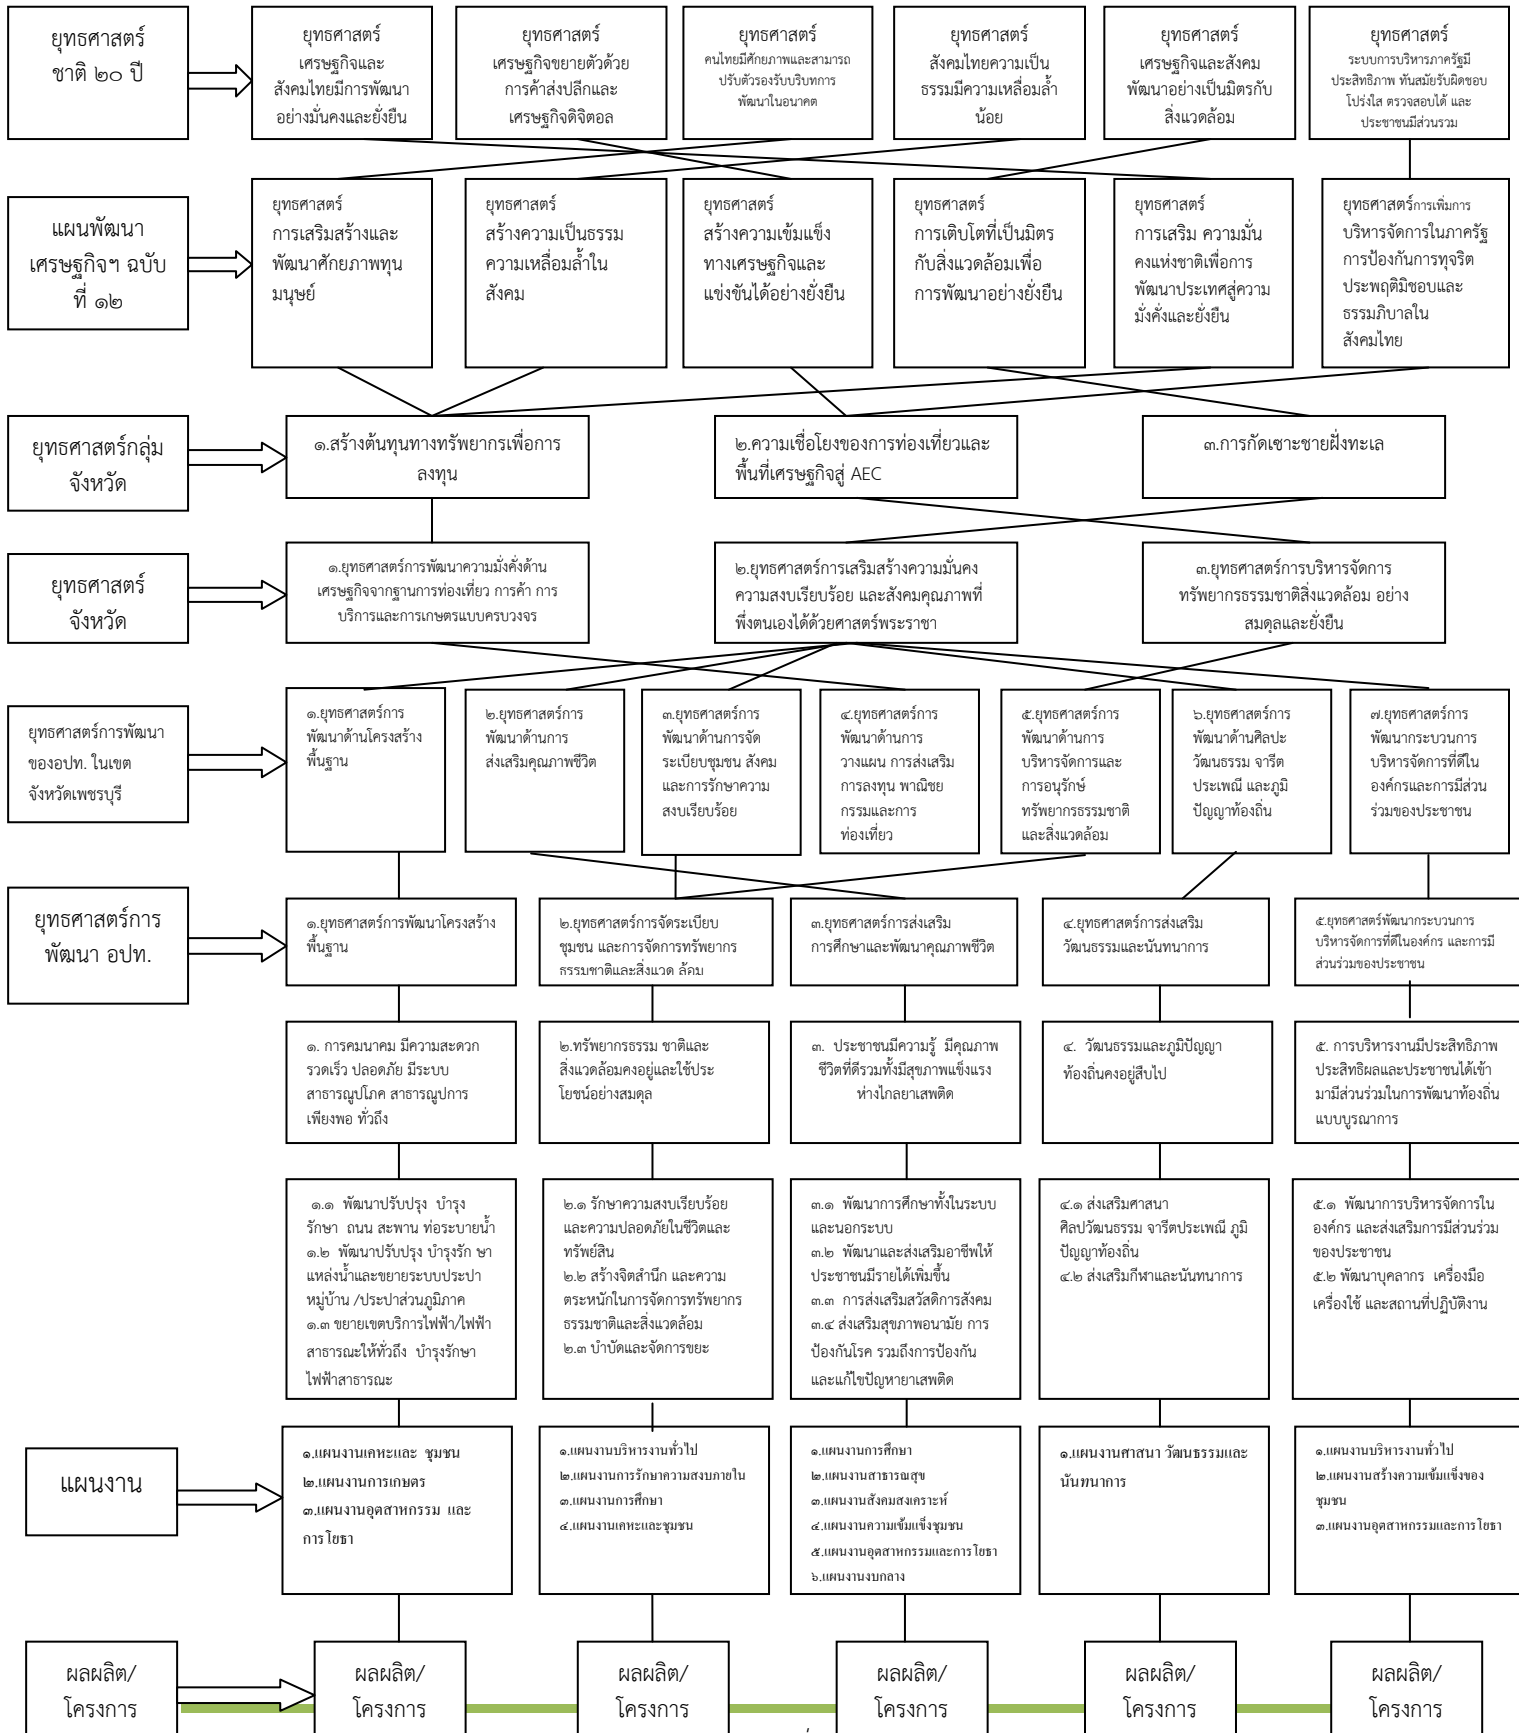 ยุทธศาสตร์
ชาติ ๒๐ ปี
ยุทธศาสตร์
เศรษฐกิจและ
สังคมไทยมีการพัฒนา
อย่างมั่นคงและยั่งยืน
ยุทธศาสตร์
เศรษฐกิจขยายตัวด้วย
การค้าส่งปลีกและ
เศรษฐกิจดิจิตอล
ยุทธศาสตร์
คนไทยมีศักยภาพและสามารถ
ปรับตัวรองรับบริบทการ
พัฒนาในอนาคต
ยุทธศาสตร์
สังคมไทยความเป็น
ธรรมมีความเหลื่อมล้ำ
น้อย
ยุทธศาสตร์
เศรษฐกิจและสังคม
พัฒนาอย่างเป็นมิตรกับ
สิ่งแวดล้อม
ยุทธศาสตร์
ระบบการบริหารภาครัฐมี
ประสิทธิภาพ ทันสมัยรับผิดชอบ
โปร่งใส ตรวจสอบได้ และ
ประชาชนมีส่วนรวม
แผนพัฒนา
เศรษฐกิจฯ ฉบับ
ที่ ๑๒
ยุทธศาสตร์
การเสริมสร้างและ
พัฒนาศักยภาพทุน
มนุษย์
ยุทธศาสตร์
สร้างความเป็นธรรม
ความเหลื่อมล้ำใน
สังคม
ยุทธศาสตร์
สร้างความเข้มแข็ง
ทางเศรษฐกิจและ
แข่งขันได้อย่างยั่งยืน
ยุทธศาสตร์
การเติบโตที่เป็นมิตร
กับสิ่งแวดล้อมเพื่อ
การพัฒนาอย่างยั่งยืน
ยุทธศาสตร์
การเสริม ความมั่น
คงแห่งชาติเพื่อการ
พัฒนาประเทศสู่ความ
มั่งคั่งและยั่งยืน
ยุทธศาสตร์การเพิ่มการ
บริหารจัดการในภาครัฐ
การป้องกันการทุจริต
ประพฤติมิชอบและ
ธรรมภิบาลใน
สังคมไทย
ยุทธศาสตร์กลุ่ม
จังหวัด
๑.สร้างต้นทุนทางทรัพยากรเพื่อการ
ลงทุน
๒.ความเชื่อโยงของการท่องเที่ยวและ
พื้นที่เศรษฐกิจสู่ AEC
๓.การกัดเซาะชายฝั่งทะเล
ยุทธศาสตร์
จังหวัด
๑.ยุทธศาสตร์การพัฒนาความมั่งคั่งด้าน
เศรษฐกิจจากฐานการท่องเที่ยว การค้า การ
บริการและการเกษตรแบบครบวงจร
๒.ยุทธศาสตร์การเสริมสร้างความมั่นคง
ความสงบเรียบร้อย และสังคมคุณภาพที่
พึ่งตนเองได้ด้วยศาสตร์พระราชา
๓.ยุทธศาสตร์การบริหารจัดการ
ทรัพยากรธรรมชาติสิ่งแวดล้อม อย่าง
สมดุลและยั่งยืน
ยุทธศาสตร์การพัฒนา
ของอปท. ในเขต
จังหวัดเพชรบุรี
๑.ยุทธศาสตร์การ
พัฒนาด้านโครงสร้าง
พื้นฐาน
๒.ยุทธศาสตร์การ
พัฒนาด้านการ
ส่งเสริมคุณภาพชีวิต
๓.ยุทธศาสตร์การ
พัฒนาด้านการจัด
ระเบียบชุมชน สังคม
และการรักษาความ
สงบเรียบร้อย
๔.ยุทธศาสตร์การ
พัฒนาด้านการ
วางแผน การส่งเสริม
การลงทุน พาณิชย
กรรมและการ
ท่องเที่ยว
๕.ยุทธศาสตร์การ
พัฒนาด้านการ
บริหารจัดการและ
การอนุรักษ์
ทรัพยากรธรรมชาติ
และสิ่งแวดล้อม
๖.ยุทธศาสตร์การ
พัฒนาด้านศิลปะ
วัฒนธรรม จารีต
ประเพณี และภูมิ
ปัญญาท้องถิ่น
๗.ยุทธศาสตร์การ
พัฒนากระบวนการ
บริหารจัดการที่ดีใน
องค์กรและการมีส่วน
ร่วมของประชาชน
ยุทธศาสตร์การ
พัฒนา อปท.
๑.ยุทธศาสตร์การพัฒนาโครงสร้าง
พื้นฐาน
๒.ยุทธศาสตร์การจัดระเบียบ
ชุมชน และการจัดการทรัพยากร
ธรรมชาติและสิ่งแวด ล้อม
๓.ยุทธศาสตร์การส่งเสริม
การศึกษาและพัฒนาคุณภาพชีวิต
๔.ยุทธศาสตร์การส่งเสริม
วัฒนธรรมและนันทนาการ
๕.ยุทธศาสตร์พัฒนากระบวนการ
บริหารจัดการที่ดีในองค์กร และการมี
ส่วนร่วมของประชาชน
๑. การคมนาคม มีความสะดวก
รวดเร็ว ปลอดภัย มีระบบ
สาธารณูปโภค สาธารณูปการ
เพียงพอ ทั่วถึง
๒.ทรัพยากรธรรม ชาติและ
สิ่งแวดล้อมคงอยู่และใช้ประ
โยชน์อย่างสมดุล
๓. ประชาชนมีความรู้ มีคุณภาพ
ชีวิตที่ดีรวมทั้งมีสุขภาพแข็งแรง
ห่างไกลยาเสพติด
๔. วัฒนธรรมและภูมิปัญญา
ท้องถิ่นคงอยู่สืบไป
๕. การบริหารงานมีประสิทธิภาพ
ประสิทธิผลและประชาชนได้เข้า
มามีส่วนร่วมในการพัฒนาท้องถิ่น
แบบบูรณาการ
๑.๑ พัฒนาปรับปรุง บำรุง
รักษา ถนน สะพาน ท่อระบายน้ำ
๑.๒ พัฒนาปรับปรุง บำรุงรัก ษา
แหล่งน้ำและขยายระบบประปา
หมู่บ้าน /ประปาส่วนภูมิภาค
๑.๓ ขยายเขตบริการไฟฟ้า/ไฟฟ้า
สาธารณะให้ทั่วถึง บำรุงรักษา
ไฟฟ้าสาธารณะ
๒.๑ รักษาความสงบเรียบร้อย
และความปลอดภัยในชีวิตและ
ทรัพย์สิน
๒.๒ สร้างจิตสำนึก และความ
ตระหนักในการจัดการทรัพยากร
ธรรมชาติและสิ่งแวดล้อม
๒.๓ บำบัดและจัดการขยะ
๓.๑ พัฒนาการศึกษาทั้งในระบบ
และนอกระบบ
๓.๒ พัฒนาและส่งเสริมอาชีพให้
ประชาชนมีรายได้เพิ่มขึ้น
๓.๓ การส่งเสริมสวัสดิการสังคม
๓.๔ ส่งเสริมสุขภาพอนามัย การ
ป้องกันโรค รวมถึงการป้องกัน
และแก้ไขปัญหายาเสพติด
๔.๑ ส่งเสริมศาสนา
ศิลปวัฒนธรรม จารีตประเพณี ภูมิ
ปัญญาท้องถิ่น
๔.๒ ส่งเสริมกีฬาและนันทนาการ
๕.๑ พัฒนาการบริหารจัดการใน
องค์กร และส่งเสริมการมีส่วนร่วม
ของประชาชน
๕.๒ พัฒนาบุคลากร เครื่องมือ
เครื่องใช้ และสถานที่ปฏิบัติงาน
แผนงาน
๑.แผนงานเคหะและ ชุมชน
๒.แผนงานการเกษตร
๓.แผนงานอุตสาหกรรม และ
การโยธา
๑.แผนงานบริหารงานทั่วไป
๒.แผนงานการรักษาความสงบภายใน
๓.แผนงานการศึกษา
๔.แผนงานเคหะและชุมชน
๑.แผนงานการศึกษา
๒.แผนงานสาธารณสุข
๓.แผนงานสังคมสงเคราะห์
๔.แผนงานความเข้มแข็งชุมชน
๕.แผนงานอุตสาหกรรมและการโยธา
๖.แผนงานงบกลาง
๑.แผนงานศาสนา วัฒนธรรมและ
นันทนาการ
๑.แผนงานบริหารงานทั่วไป
๒.แผนงานสร้างความเข้มแข็งของ
ชุมชน
๓.แผนงานอุตสาหกรรมและการโยธา
ผลผลิต/
โครงการ
ผลผลิต/
โครงการ
ผลผลิต/
โครงการ
ผลผลิต/
โครงการ
ผลผลิต/
โครงการ
ผลผลิต/
โครงการ